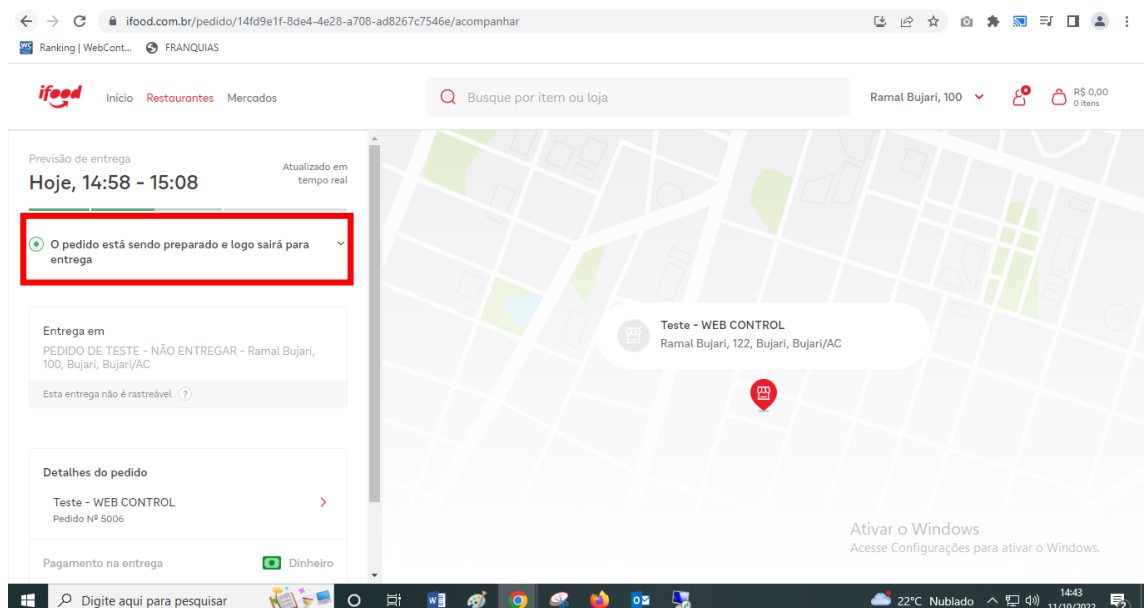 ifood.com.br/pedido/14fd9e1f-8de4-4e28-a708-ad8267c7546e/acompanhar
WC Ranking | WebCont... FRANQUIAS
ifood Início Restaurantes Mercados Busque por item ou loja Ramal Bujari, 100 R$ 0,00
0 itens
Previsão de entrega
Atualizado em
Hoje, 14:58 - 15:08 tempo real
O pedido está sendo preparado e logo sairá para
entrega
Entrega em
PEDIDO DE TESTE - NÃO ENTREGAR - Ramal Bujari,
100, Bujari, Bujari/AC
Esta entrega não é rastreável ?
Detalhes do pedido
Teste - WEB CONTROL
Pedido Nº 5006
Pagamento na entrega Dinheiro
Teste - WEB CONTROL
Ramal Bujari, 122, Bujari, Bujari/AC
Ativar o Windows
Acesse Configurações para ativar o Windows.
Digite aqui para pesquisar 22°C Nublado 14:43
11/10/2022